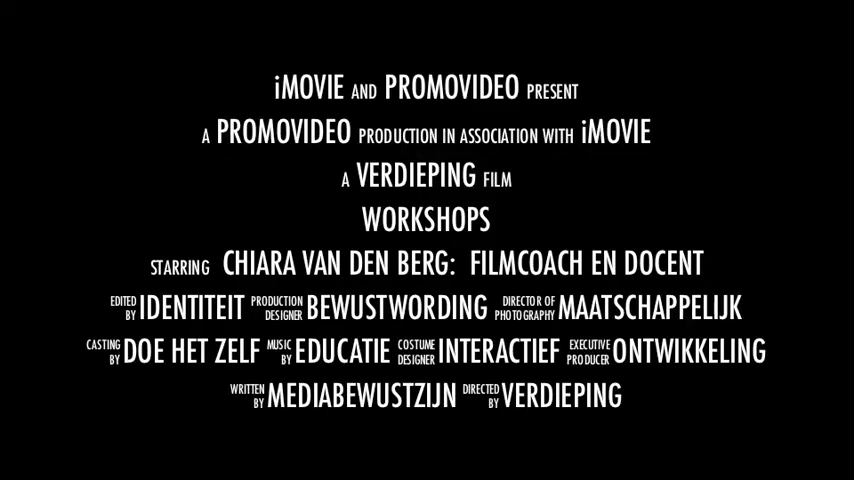 iMOVIE AND PROMOVIDEO PRESENT
A PROMOVIDEO PRODUCTION IN ASSOCIATION WITH iMOVIE
A VERDIEPING FILM
WORKSHOPS
STARRING CHIARA VAN DEN BERG: FILMCOACH EN DOCENT
EDITED BY IDENTITEIT PRODUCTION DESIGNER BEWUSTWORDING DIRECTOR OF PHOTOGRAPHY MAATSCHAPPELIJK
CASTING BY DOE HET ZELF MUSIC BY EDUCATIE COSTUME DESIGNER INTERACTIEF EXECUTIVE PRODUCER ONTWIKKELING
WRITTEN BY MEDIABEWUSTZIJN DIRECTED BY VERDIEPING